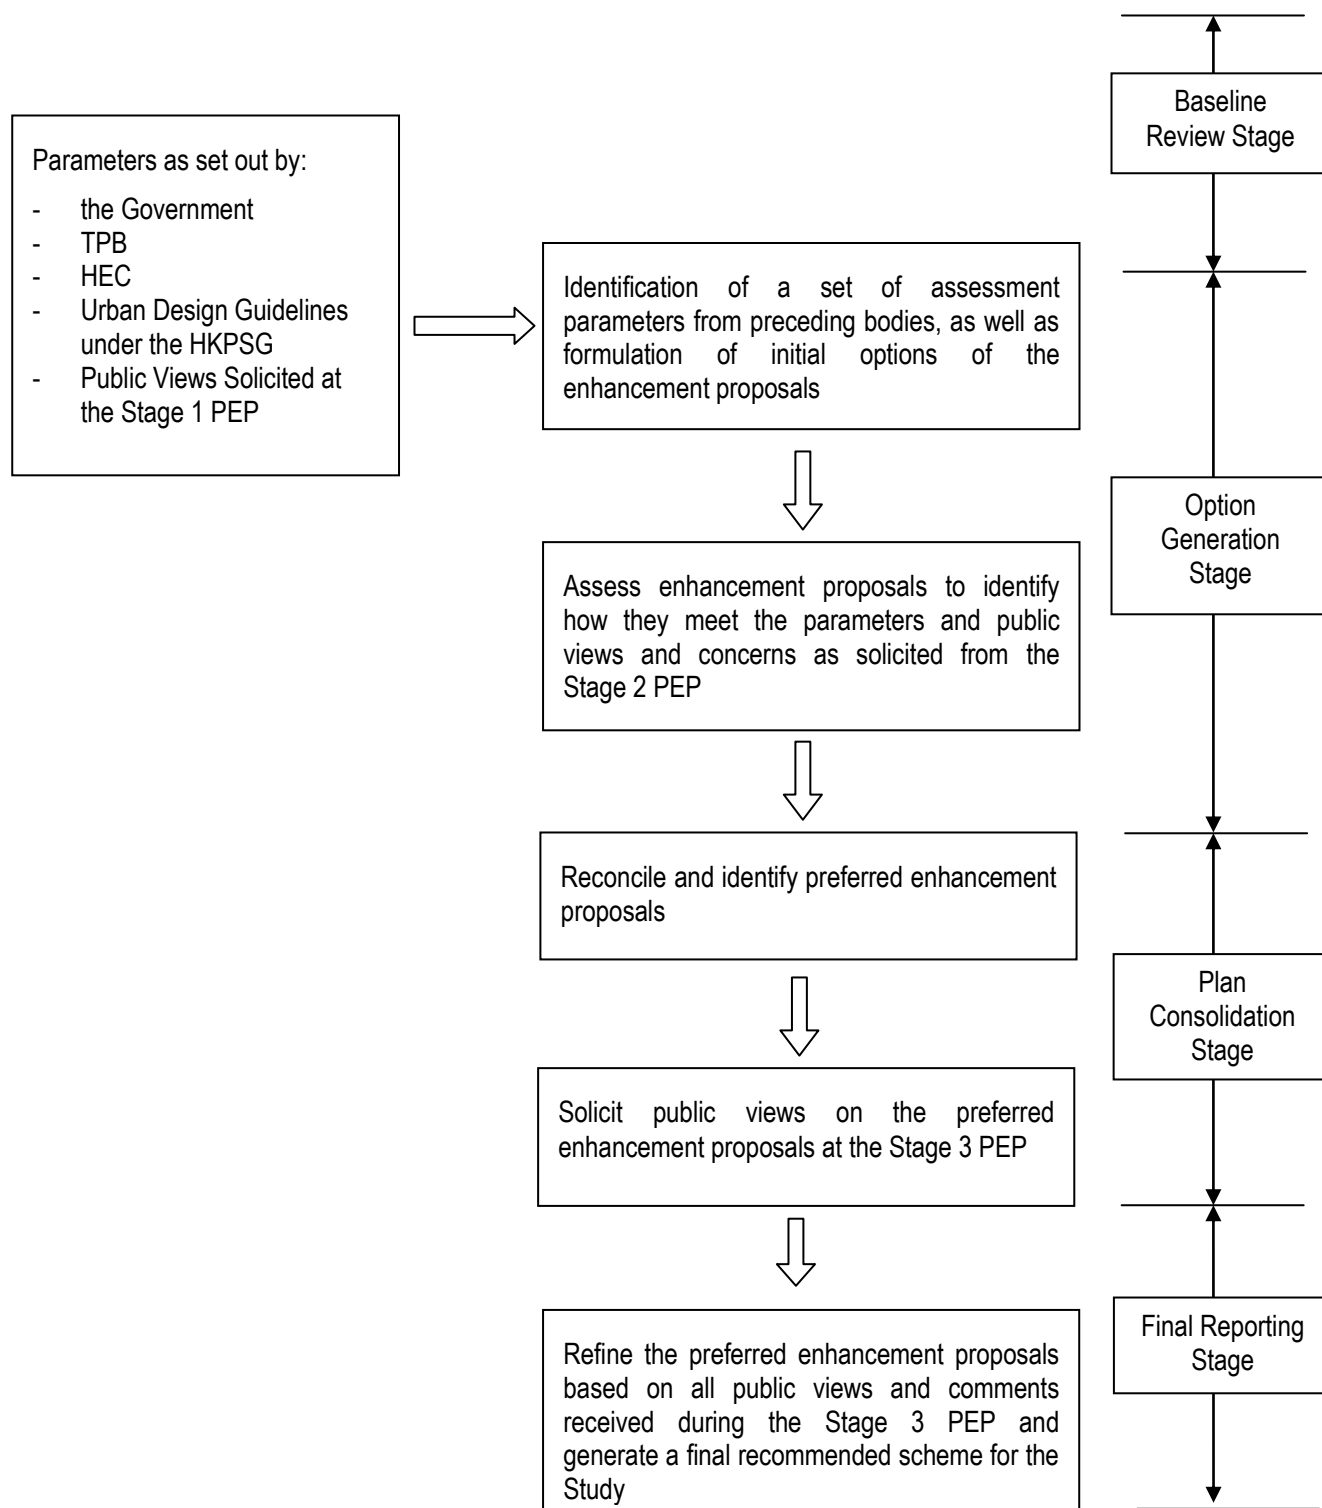 Parameters as set out by:
- the Government
- TPB
- HEC
- Urban Design Guidelines
under the HKPSG
- Public Views Solicited at
the Stage 1 PEP
Identification of a set of assessment
parameters from preceding bodies, as well as
formulation of initial options of the
enhancement proposals
Assess enhancement proposals to identify
how they meet the parameters and public
views and concerns as solicited from the
Stage 2 PEP
Reconcile and identify preferred enhancement
proposals
Solicit public views on the preferred
enhancement proposals at the Stage 3 PEP
Refine the preferred enhancement proposals
based on all public views and comments
received during the Stage 3 PEP and
generate a final recommended scheme for the
Study
Baseline
Review Stage
Option
Generation
Stage
Plan
Consolidation
Stage
Final Reporting
Stage